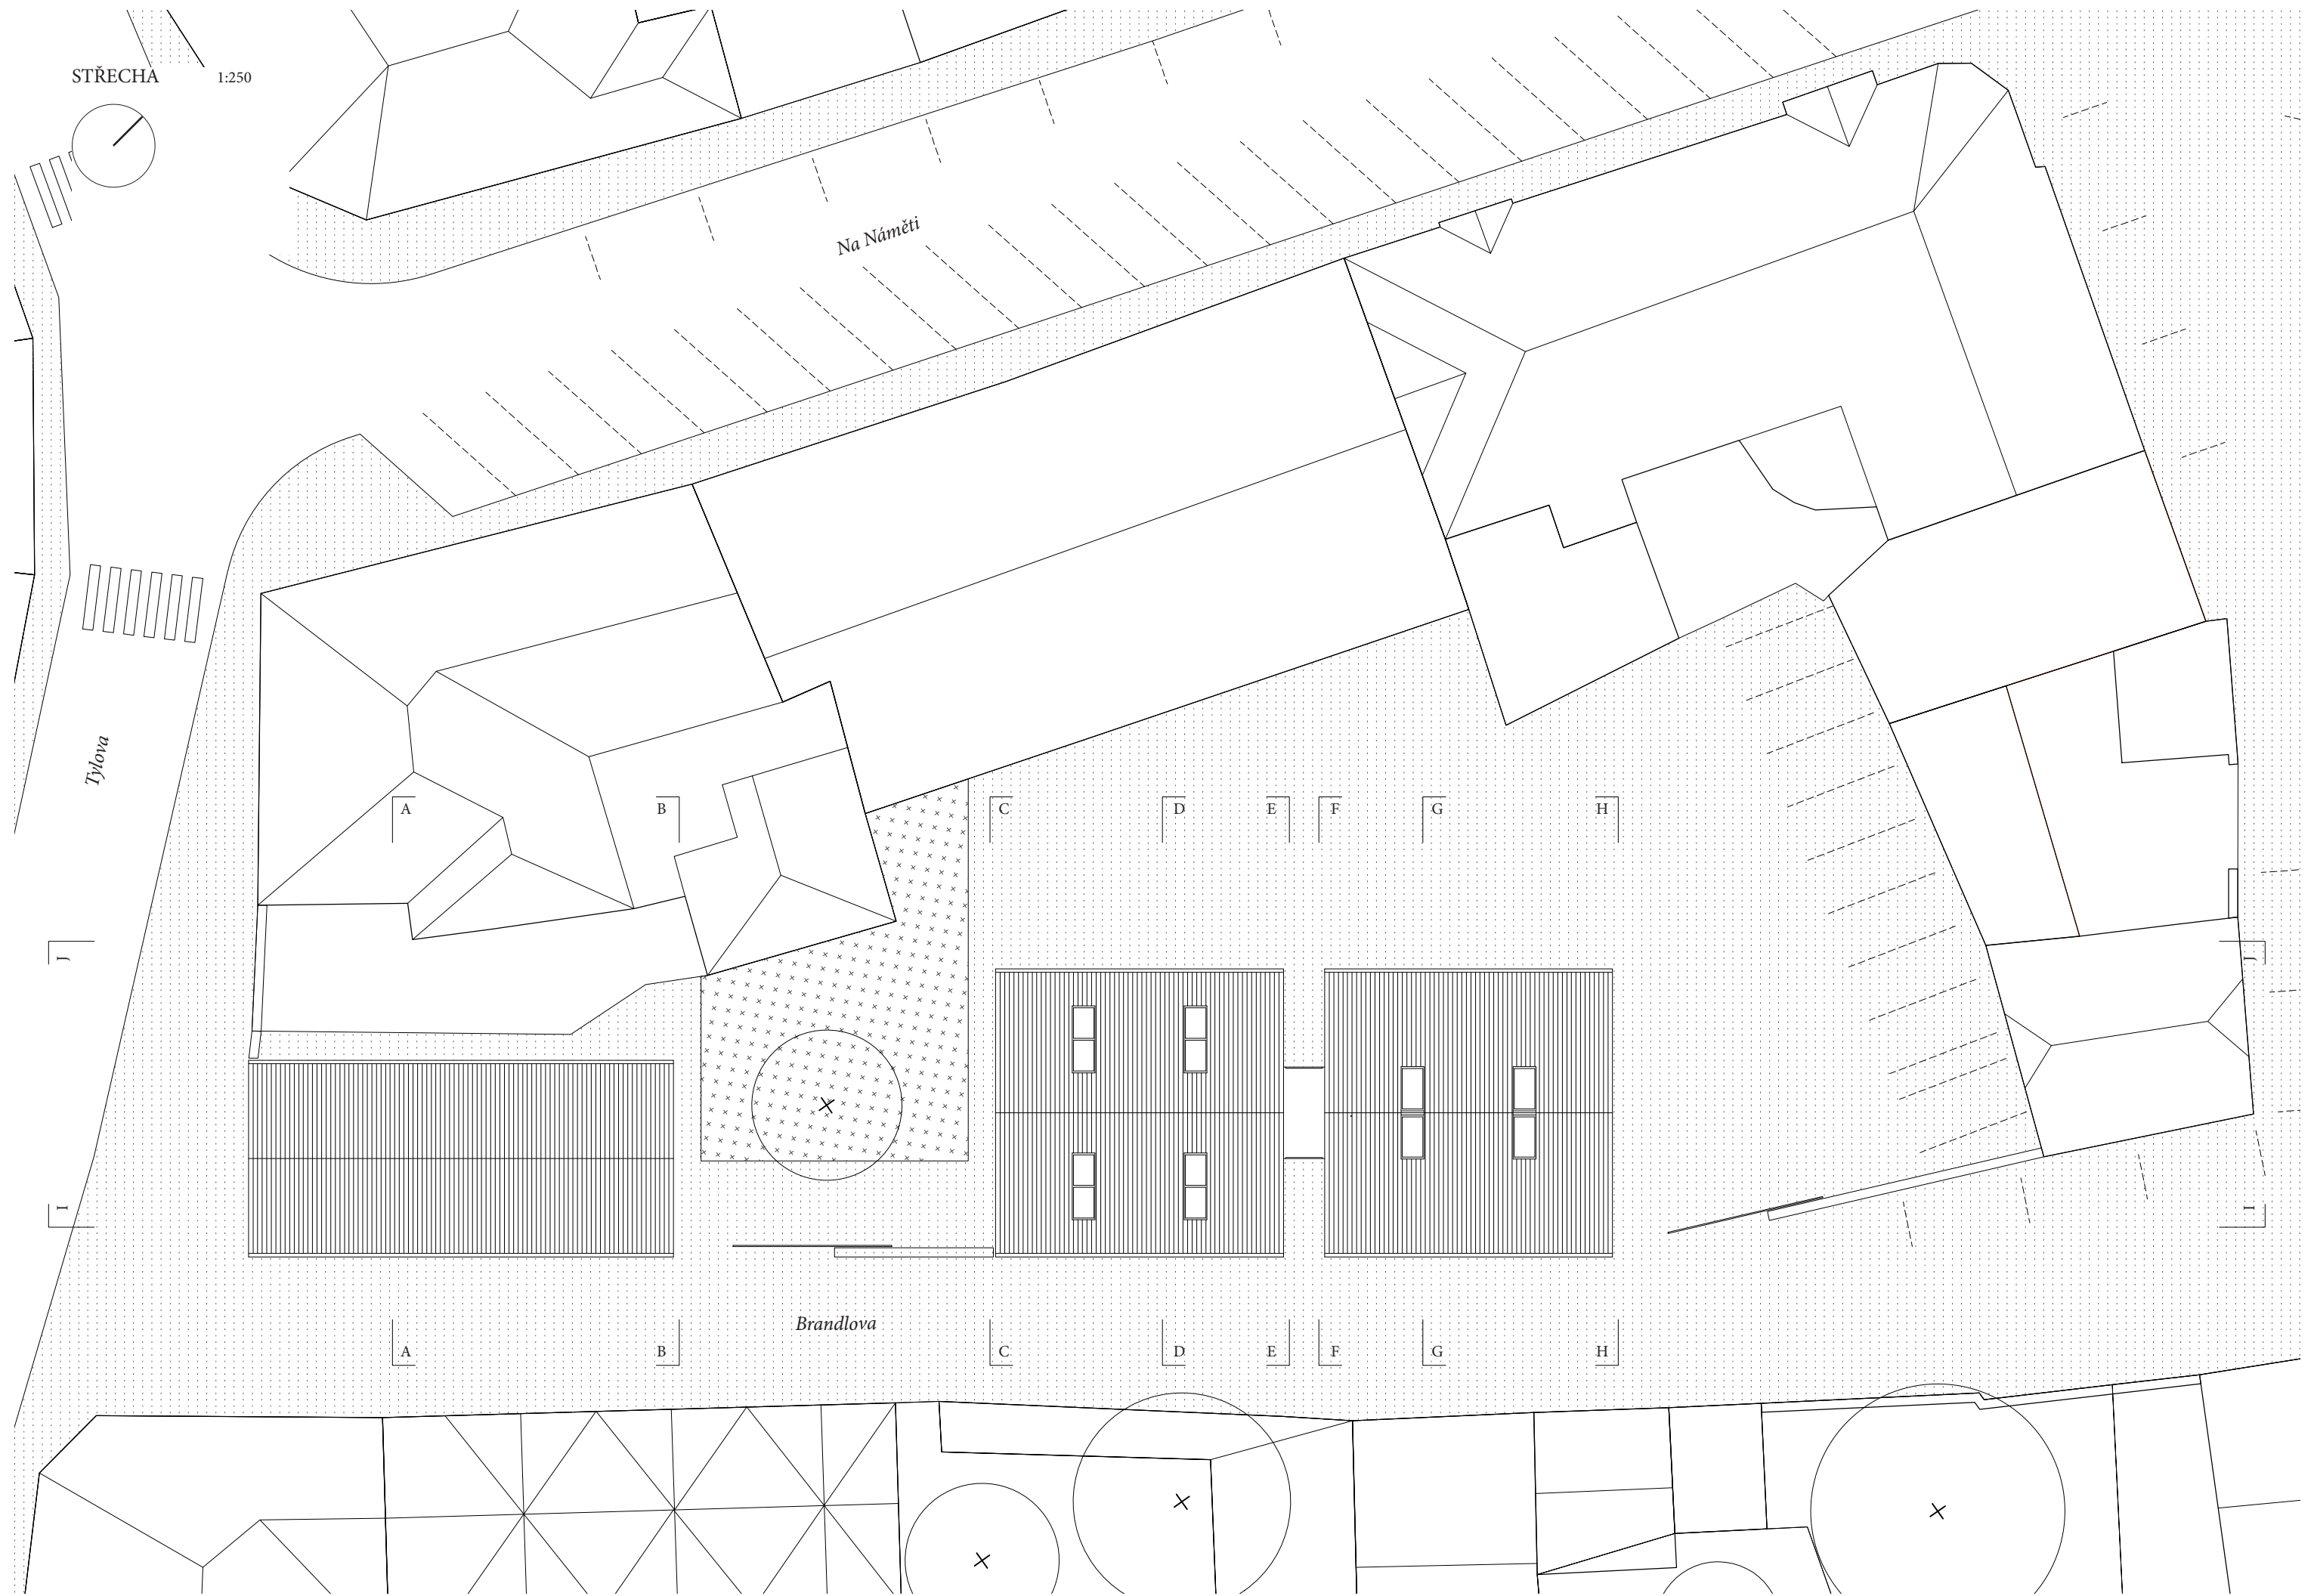 STŘECHA 1:250
Na Náměti
Tylova
A B C D E F G H
J J
I I
Brandlova
A B C D E F G H